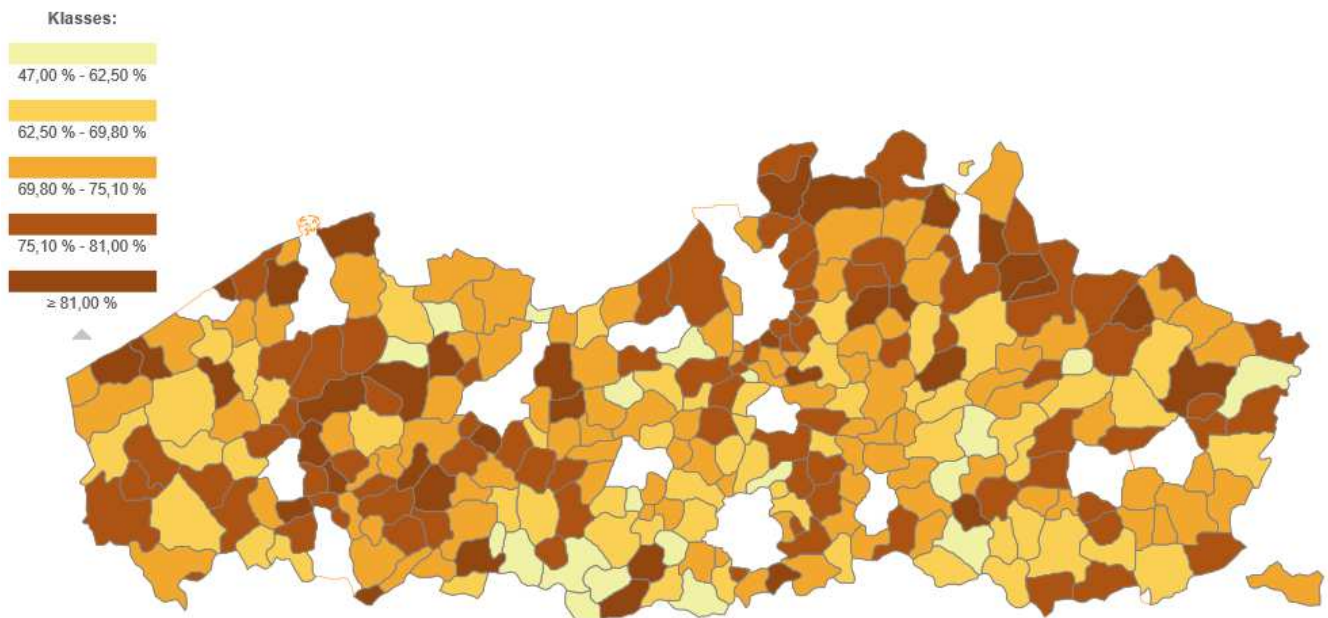 Klasses:
47,00 % - 62,50 %
62,50 % - 69,80 %
69,80 % - 75,10 %
75,10 % - 81,00 %
≥ 81,00 %